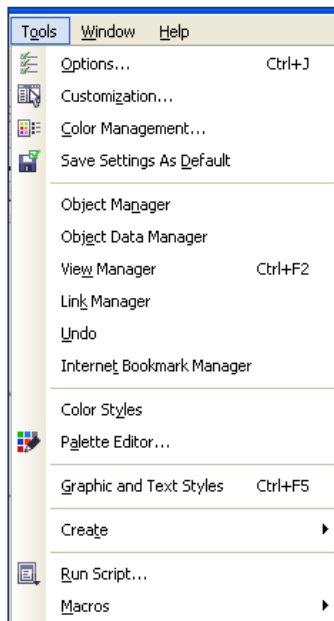 Tools Window Help
Options... Ctrl+J
Customization...
Color Management...
Save Settings As Default
Object Manager
Object Data Manager
View Manager Ctrl+F2
Link Manager
Undo
Internet Bookmark Manager
Color Styles
Palette Editor...
Graphic and Text Styles Ctrl+F5
Create
Run Script...
Macros